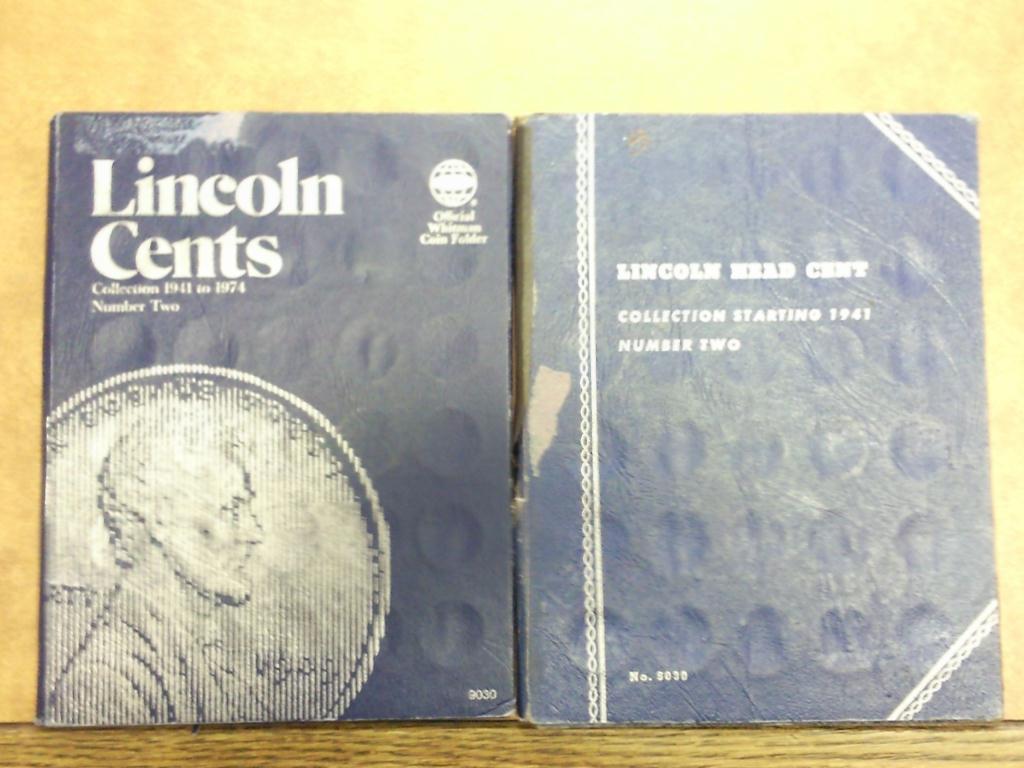 Lincoln
Cents
Collection 1941 to 1974
Number Two
Official
Whitman
Coin Folder
9030
LINCOLN HEAD CENT
COLLECTION STARTING 1941
NUMBER TWO
No. 9030